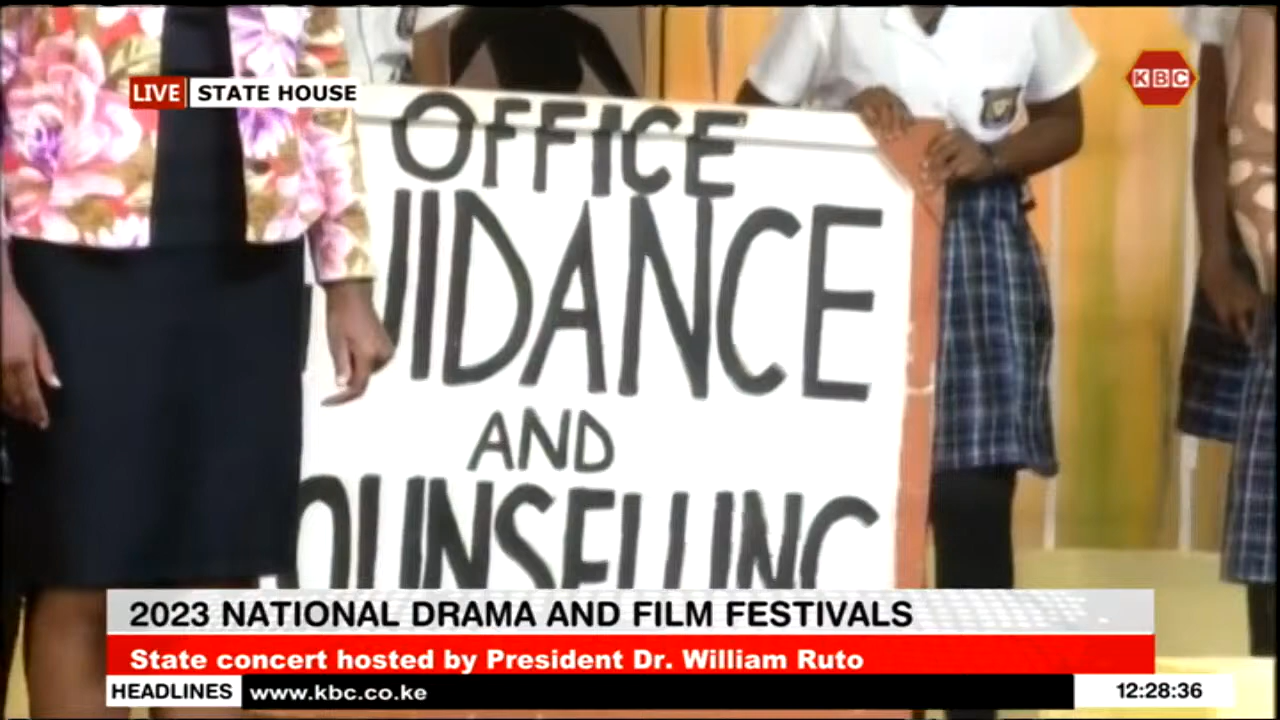 LIVE STATE HOUSE
KBC
OFFICE
UIDANCE
AND
OUNSELLING
2023 NATIONAL DRAMA AND FILM FESTIVALS
State concert hosted by President Dr. William Ruto
HEADLINES www.kbc.co.ke 12:28:36